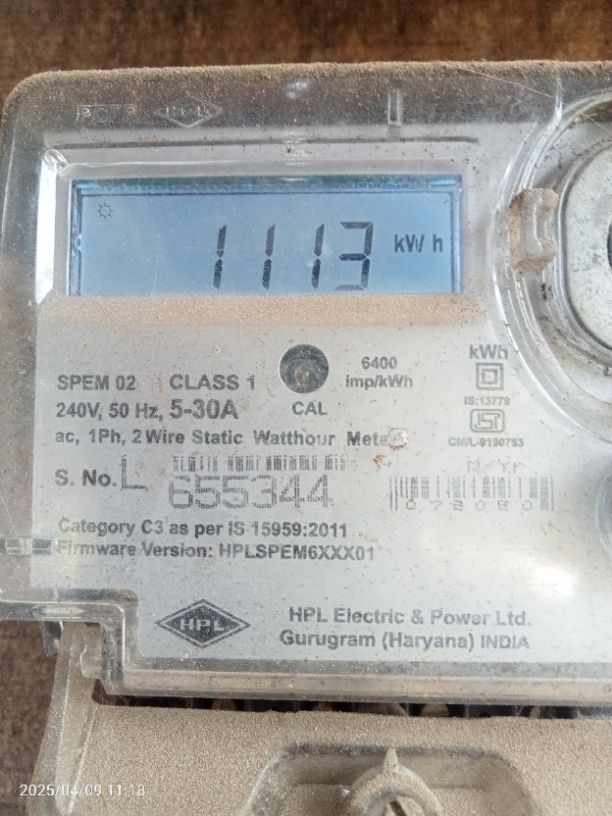 1113 kWh
SPEM 02 CLASS 1
6400 imp/kWh
kWh
240V, 50 Hz, 5-30A
CAL
IS:13779
ac, 1Ph, 2 Wire Static Watthour Meter
CM/L-9190783
S. No. L 655344
Category C3 as per IS 15959:2011
Firmware Version: HPLSPEM6XXX01
HPL
HPL Electric & Power Ltd.
Gurugram (Haryana) INDIA
2025/04/09 11:18